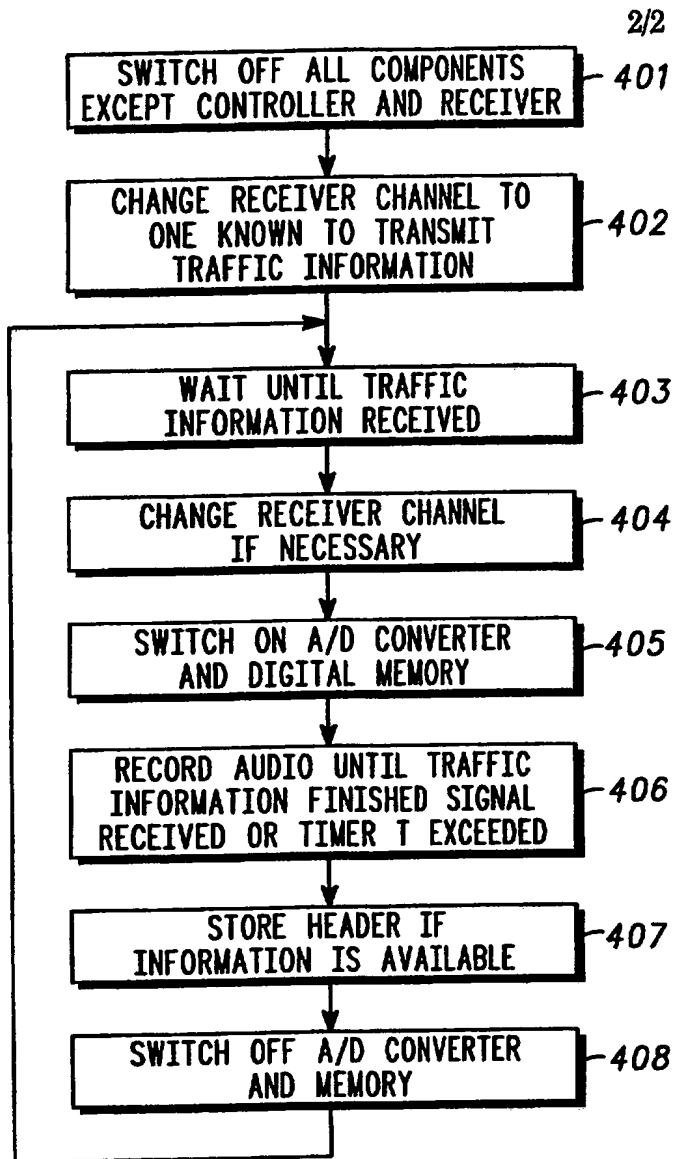 2/2
SWITCH OFF ALL COMPONENTS
EXCEPT CONTROLLER AND RECEIVER
401
CHANGE RECEIVER CHANNEL TO
ONE KNOWN TO TRANSMIT
TRAFFIC INFORMATION
402
WAIT UNTIL TRAFFIC
INFORMATION RECEIVED
403
CHANGE RECEIVER CHANNEL
IF NECESSARY
404
SWITCH ON A/D CONVERTER
AND DIGITAL MEMORY
405
RECORD AUDIO UNTIL TRAFFIC
INFORMATION FINISHED SIGNAL
RECEIVED OR TIMER T EXCEEDED
406
STORE HEADER IF
INFORMATION IS AVAILABLE
407
SWITCH OFF A/D CONVERTER
AND MEMORY
408